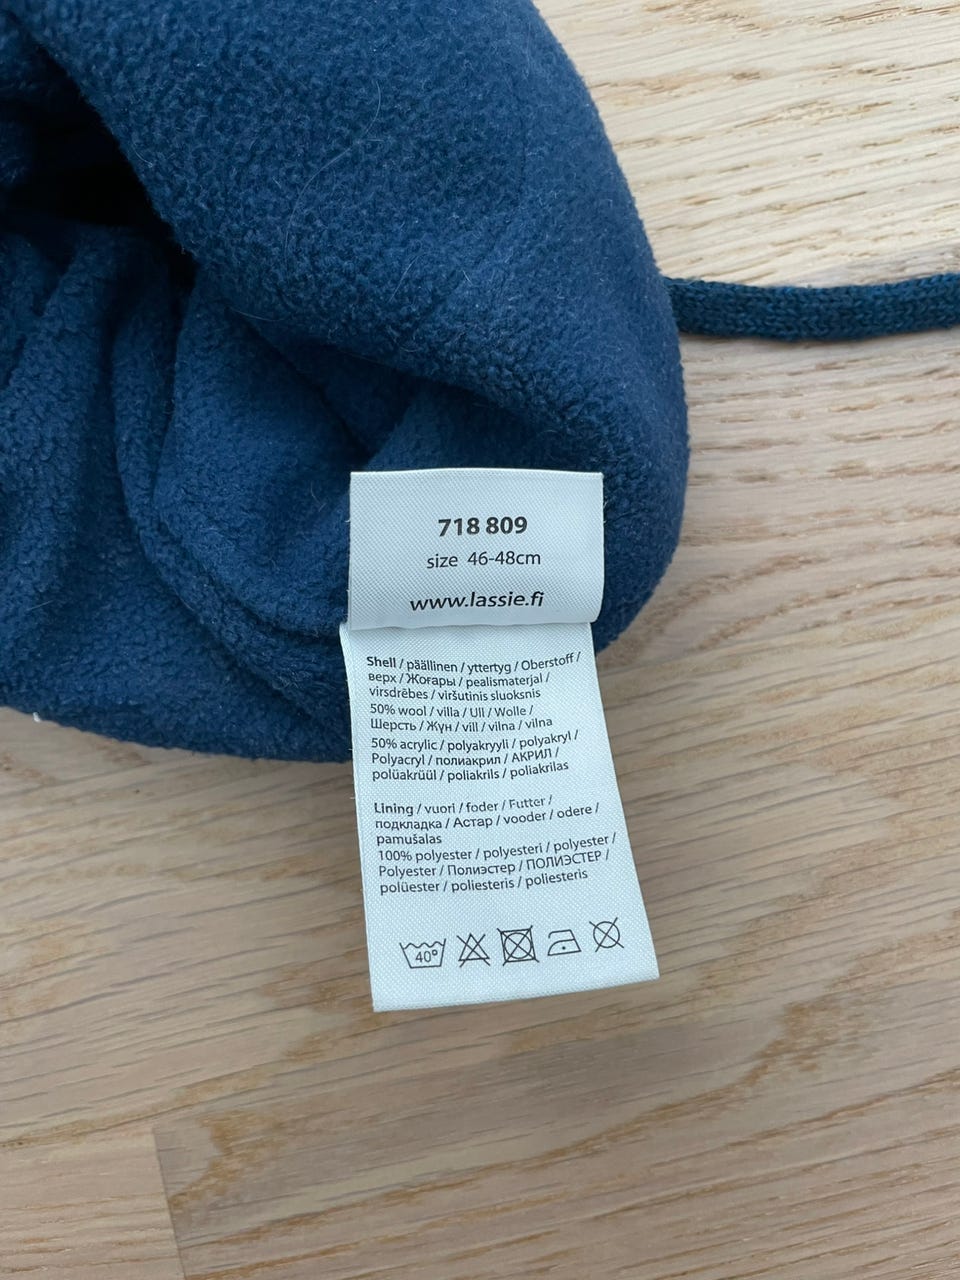 718 809
size 46-48cm
www.lassie.fi
Shell / päällinen / yttertyg / Oberstoff /
верх / Жоғары / pealismaterjal /
virsdrēbes / viršutinis sluoksnis
50% wool / villa / Ull / Wolle /
Шерсть / Жүн / vill / vilna / vilna
50% acrylic / polyakryyli / polyakryl /
Polyacryl / полиакрил / АКРИЛ /
polüakrüül / poliakrils / poliakrilas
Lining / vuori / foder / Futter /
подкладка / Астар / vooder / odere /
pamušalas
100% polyester / polyesteri / polyester /
Polyester / Полиэстер / ПОЛИЭСТЕР /
polüester / poliesteris / poliesteris
40°